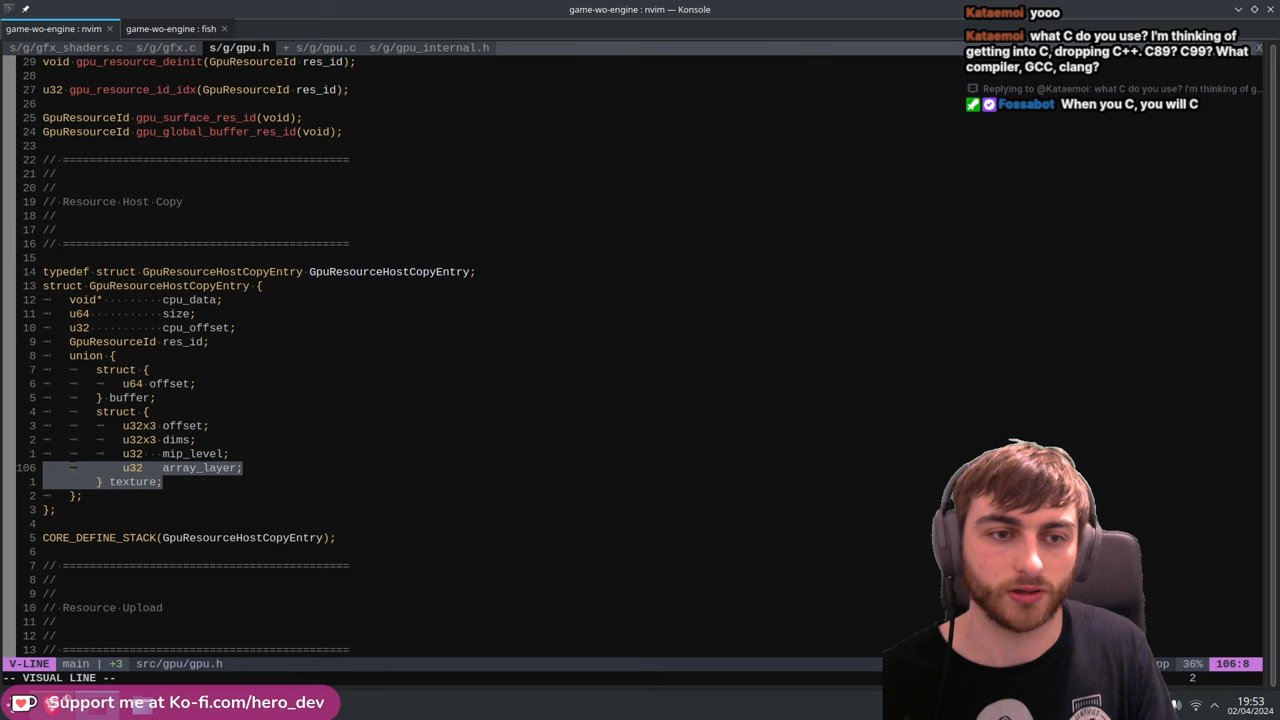 game-wo-engine : nvim — Konsole
game-wo-engine : nvim
game-wo-engine : fish
s/g/gfx_shaders.c s/g/gfx.c s/g/gpu.h + s/g/gpu.c s/g/gpu_internal.h X
29 void gpu_resource_deinit(GpuResourceId res_id);
28
27 u32 gpu_resource_id_idx(GpuResourceId res_id);
26
25 GpuResourceId gpu_surface_res_id(void);
24 GpuResourceId gpu_global_buffer_res_id(void);
23
22 //·===========================================
21 //
20 //
19 //·Resource·Host·Copy
18 //
17 //
16 //·===========================================
15
14 typedef·struct·GpuResourceHostCopyEntry·GpuResourceHostCopyEntry;
13 struct·GpuResourceHostCopyEntry·{
12 void*·········cpu_data;
11 u64···········size;
10 u32···········cpu_offset;
9 GpuResourceId·res_id;
8 union·{
7 struct·{
6 u64·offset;
5 }·buffer;
4 struct·{
3 u32x3·offset;
2 u32x3·dims;
1 u32···mip_level;
106 u32 array_layer;
1 } texture;
2 };
3 };
4
5 CORE_DEFINE_STACK(GpuResourceHostCopyEntry);
6
7 //·===========================================
8 //
9 //
10 //·Resource·Upload
11 //
12 //
13 //·===========================================
V-LINE main | +3 src/gpu/gpu.h pp 36% 106:8
-- VISUAL LINE -- 2
Kataemoi yooo
Kataemoi what C do you use? I'm thinking of
getting into C, dropping C++. C89? C99? What
compiler, GCC, clang?
Replying to @Kataemoi: what C do you use? I'm thinking of g...
Fossabot When you C, you will C
Support me at Ko-fi.com/hero_dev
19:53
02/04/2024